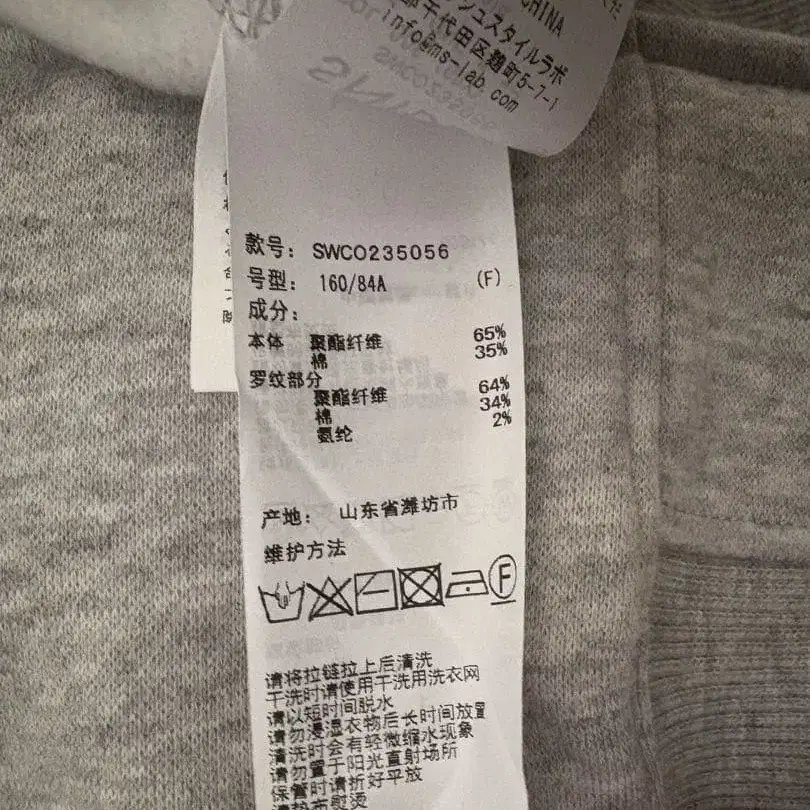 CHINA
ュスタイルラボ
千代田区麹町5-7-1
info@ms-lab.com
款号: SWCO235056
号型: 160/84A (F)
成分:
本体 聚酯纤维 65%
棉 35%
罗纹部分
聚酯纤维 64%
棉 34%
氨纶 2%
产地: 山东省潍坊市
维护方法
F
请将拉链拉上后清洗
干洗时请使用干洗用洗衣网
请以短时间脱水
请勿浸湿衣物后长时间放置
清洗时会有轻微缩水现象
请勿置于阳光直射场所
保管时请折好平放
请垫布熨烫